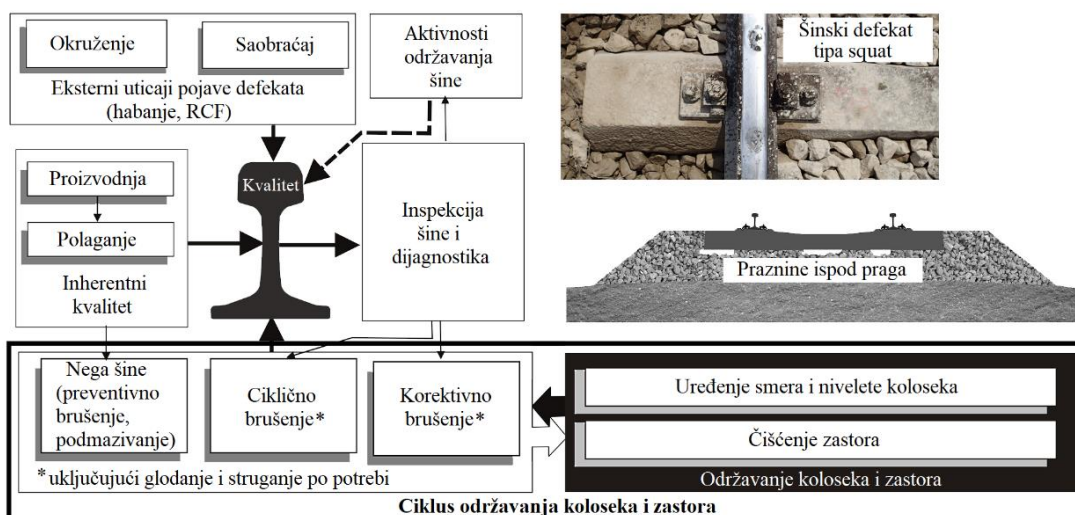 Okruženje
Saobraćaj
Eksterni uticaji pojave defekata
(habanje, RCF)
Aktivnosti
održavanja
šine
Šinski defekat
tipa squat
Proizvodnja
Polaganje
Inherentni
kvalitet
Kvalitet
Inspekcija
šine i
dijagnostika
Praznine ispod praga
Nega šine
(preventivno
brušenje,
podmazivanje)
Ciklično
brušenje*
Korektivno
brušenje*
* uključujući glodanje i struganje po potrebi
Uređenje smera i nivelete koloseka
Čišćenje zastora
Održavanje koloseka i zastora
Ciklus održavanja koloseka i zastora